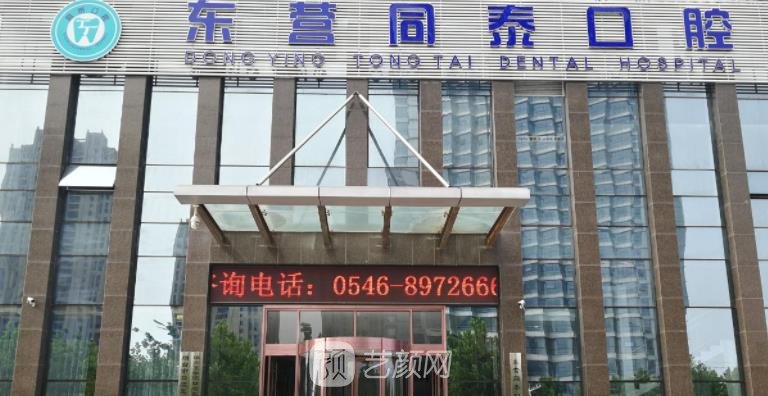 东营同泰口腔
DONG YING TONG TAI DENTAL HOSPITAL
咨询电话：0546-8972666
艺颜网